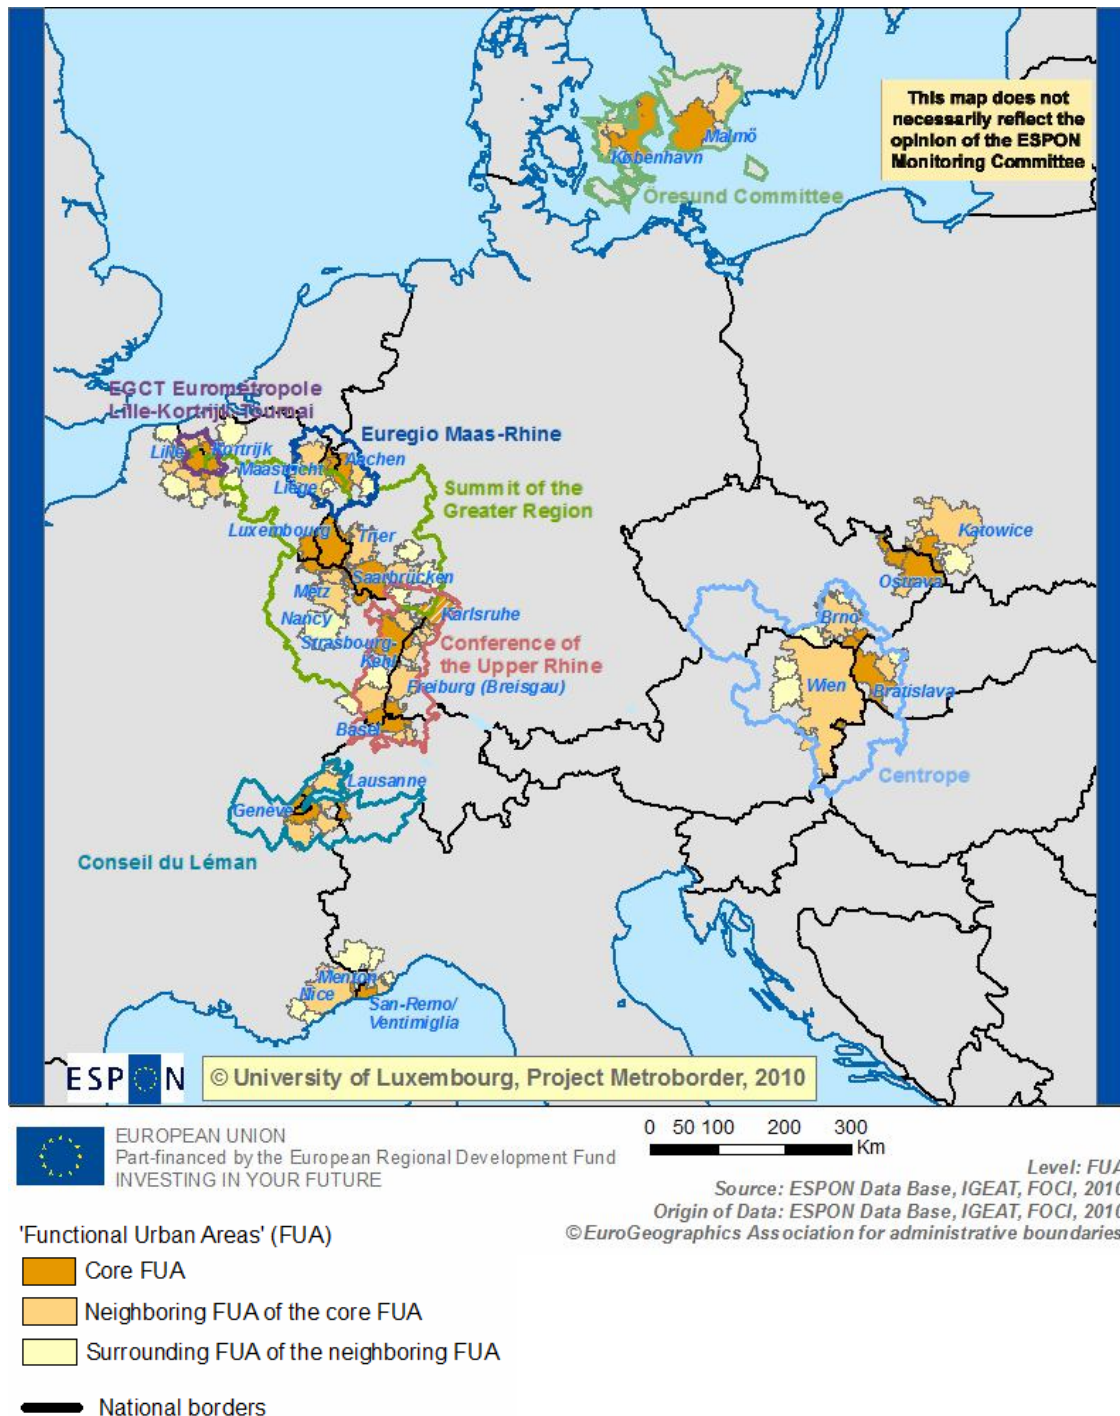 This map does not
necessarily reflect the
opinion of the ESPON
Monitoring Committee
Malmö
København
Öresund Committee
EGCT Eurométropole
Lille-Kortrijk-Tournai
Euregio Maas-Rhine
Lille
Kortrijk
Maastricht
Aachen
Liège
Summit of the
Greater Region
Luxembourg
Trier
Katowice
Saarbrücken
Ostrava
Metz
Nancy
Karlsruhe
Brno
Strasbourg-
Kehl
Conference of
the Upper Rhine
Freiburg (Breisgau)
Wien
Bratislava
Basel
Centrope
Lausanne
Genève
Conseil du Léman
Menton
Nice
San-Remo/
Ventimiglia
ESPON
© University of Luxembourg, Project Metroborder, 2010
EUROPEAN UNION
Part-financed by the European Regional Development Fund
INVESTING IN YOUR FUTURE
0 50 100 200 300
Km
Level: FUA
Source: ESPON Data Base, IGEAT, FOCI, 2010
Origin of Data: ESPON Data Base, IGEAT, FOCI, 2010
© EuroGeographics Association for administrative boundaries
'Functional Urban Areas' (FUA)
Core FUA
Neighboring FUA of the core FUA
Surrounding FUA of the neighboring FUA
National borders